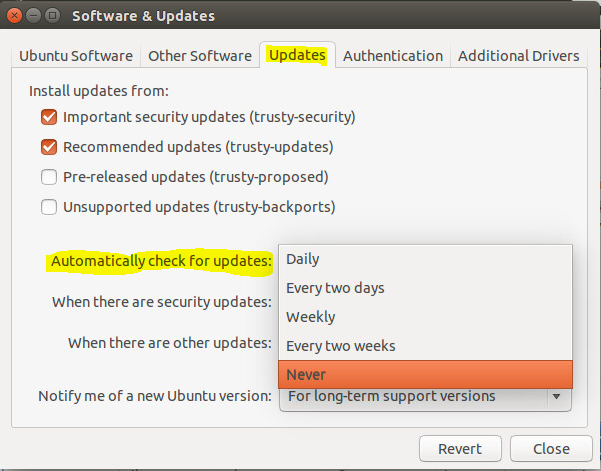 Software & Updates
Ubuntu Software Other Software Updates Authentication Additional Drivers
Install updates from:
Important security updates (trusty-security)
Recommended updates (trusty-updates)
Pre-released updates (trusty-proposed)
Unsupported updates (trusty-backports)
Automatically check for updates:
Daily
Every two days
When there are security updates:
Weekly
When there are other updates:
Every two weeks
Never
Notify me of a new Ubuntu version: For long-term support versions
Revert Close